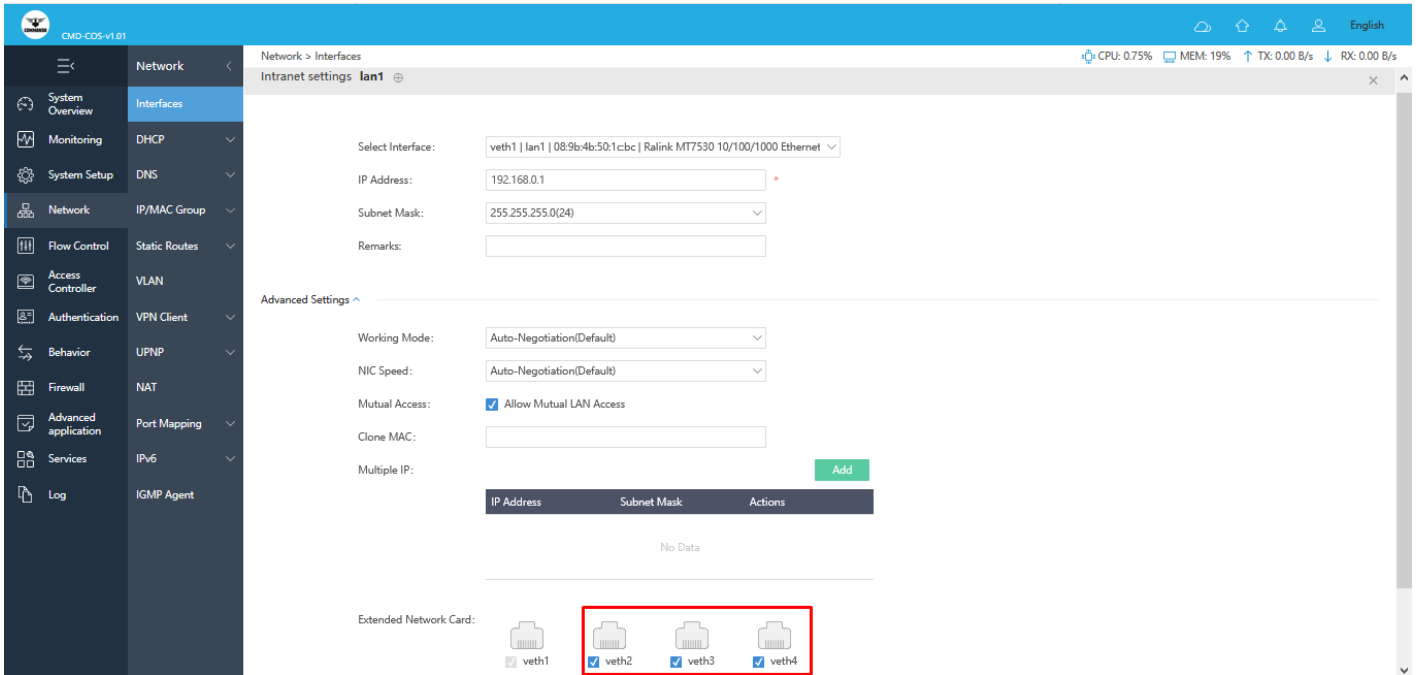 COMMANDO
CMD-COS-v1.01
English
Network
Network > Interfaces
CPU: 0.75% MEM: 19% TX: 0.00 B/s RX: 0.00 B/s
Intranet settings lan1
System Overview
Monitoring
System Setup
Network
Flow Control
Access Controller
Authentication
Behavior
Firewall
Advanced application
Services
Log
Interfaces
DHCP
DNS
IP/MAC Group
Static Routes
VLAN
VPN Client
UPNP
NAT
Port Mapping
IPv6
IGMP Agent
Select Interface: veth1 | lan1 | 08:9b:4b:50:1c:bc | Ralink MT7530 10/100/1000 Ethernet
IP Address: 192.168.0.1 *
Subnet Mask: 255.255.255.0(24)
Remarks:
Advanced Settings
Working Mode: Auto-Negotiation(Default)
NIC Speed: Auto-Negotiation(Default)
Mutual Access: Allow Mutual LAN Access
Clone MAC:
Multiple IP: Add
IP Address Subnet Mask Actions
No Data
Extended Network Card:
veth1 veth2 veth3 veth4